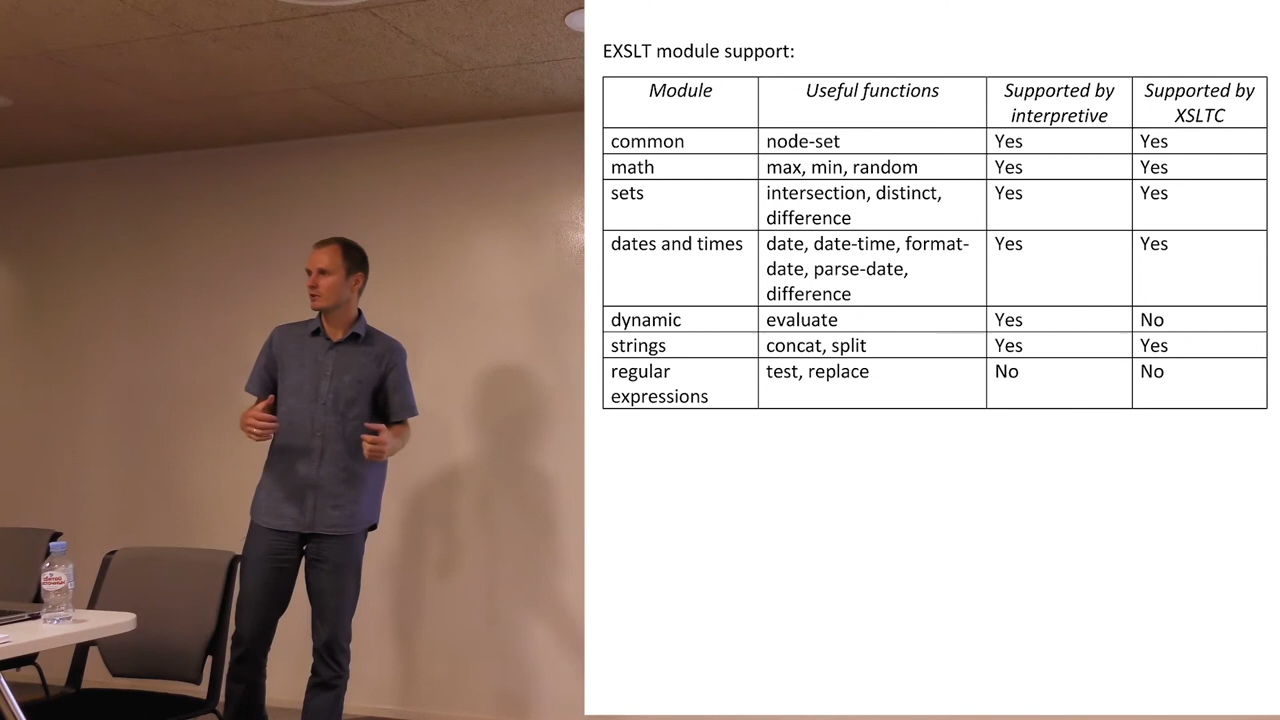 EXSLT module support:
Module Useful functions Supported by interpretive Supported by XSLTC
common node-set Yes Yes
math max, min, random Yes Yes
sets intersection, distinct, difference Yes Yes
dates and times date, date-time, format-date, parse-date, difference Yes Yes
dynamic evaluate Yes No
strings concat, split Yes Yes
regular expressions test, replace No No